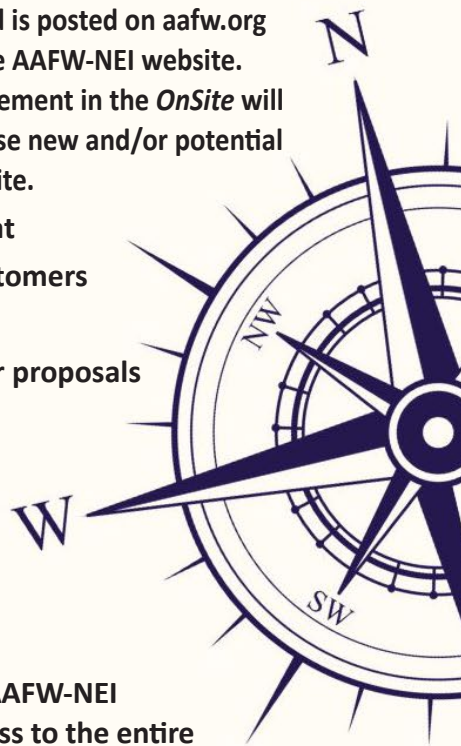 d is posted on aafw.org
e AAFW-NEI website.
ement in the OnSite will
se new and/or potential
ite.
nt
tomers
r proposals
N
NW
W
SW
AAFW-NEI
ss to the entire